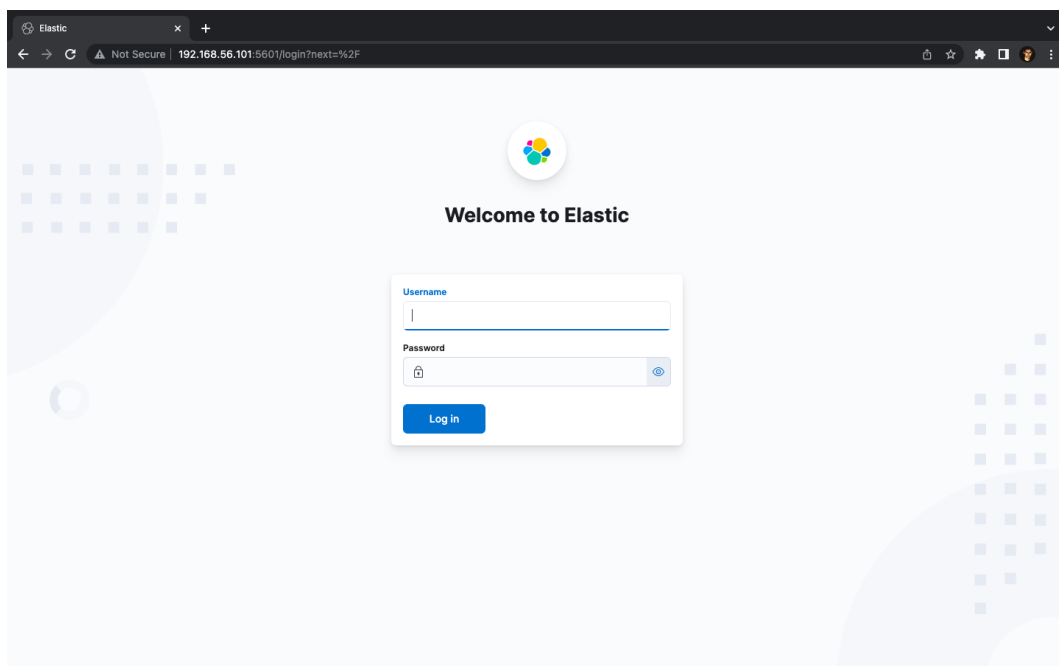 Elastic
Not Secure | 192.168.56.101:5601/login?next=%2F
Welcome to Elastic
Username
Password
Log in